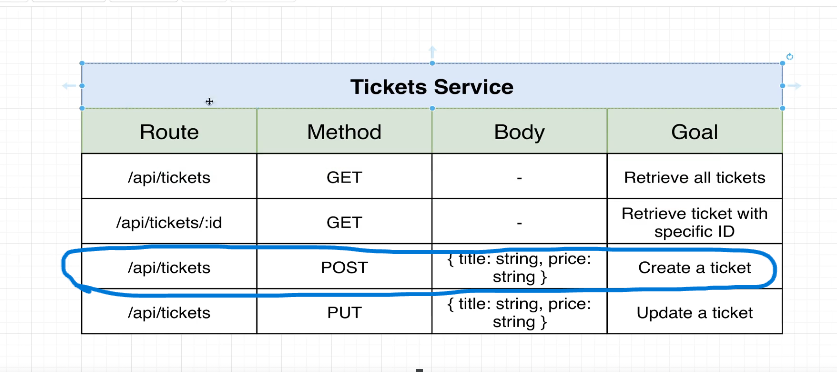 Tickets Service
Route Method Body Goal
/api/tickets GET - Retrieve all tickets
/api/tickets/:id GET - Retrieve ticket with
specific ID
/api/tickets POST { title: string, price:
string } Create a ticket
/api/tickets PUT { title: string, price:
string } Update a ticket